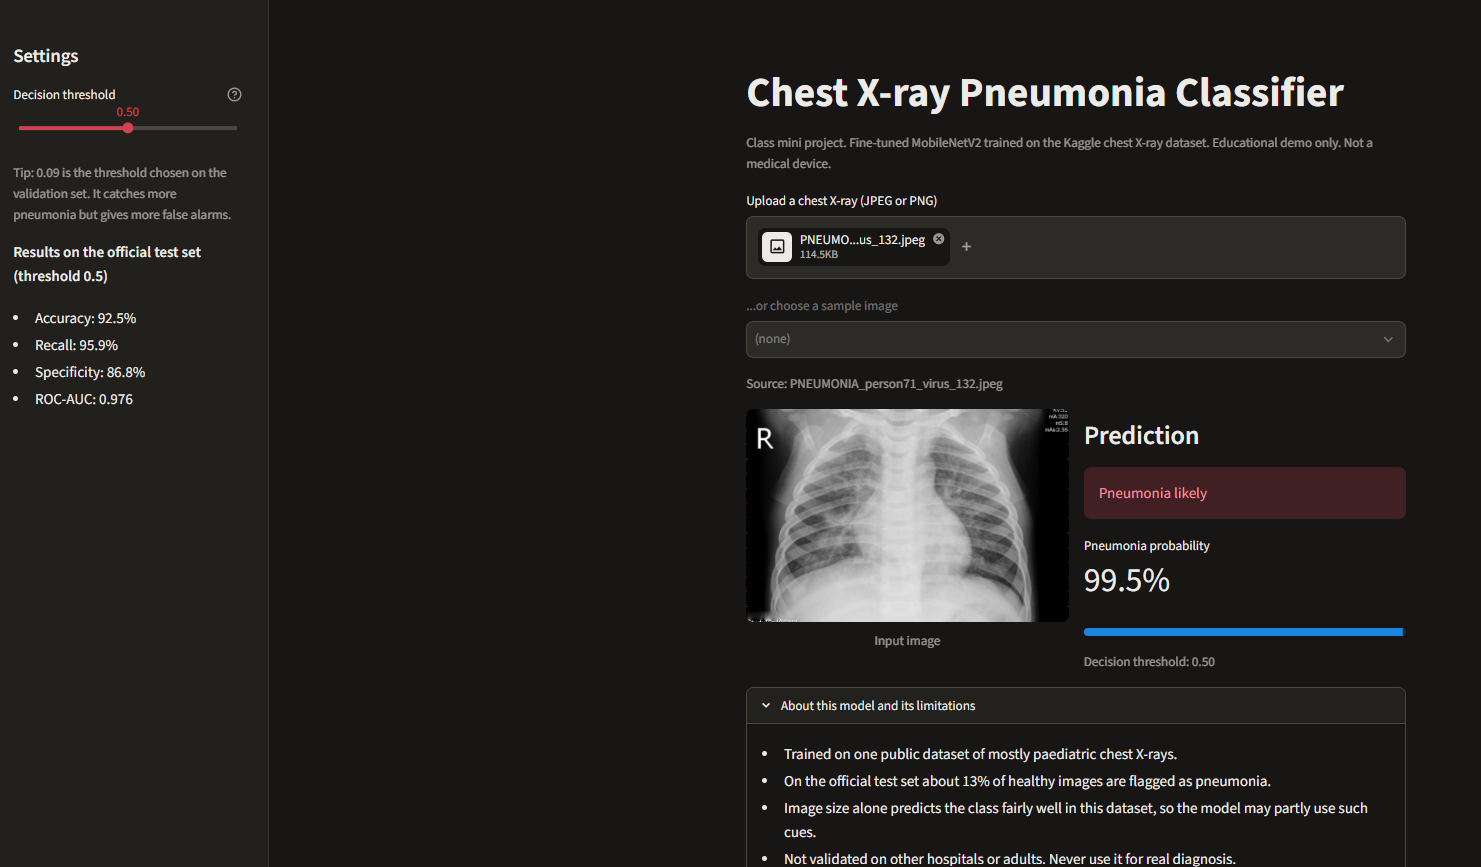 Settings
Decision threshold
0.50
Tip: 0.09 is the threshold chosen on the
validation set. It catches more
pneumonia but gives more false alarms.
Results on the official test set
(threshold 0.5)
Accuracy: 92.5%
Recall: 95.9%
Specificity: 86.8%
ROC-AUC: 0.976
Chest X-ray Pneumonia Classifier
Class mini project. Fine-tuned MobileNetV2 trained on the Kaggle chest X-ray dataset. Educational demo only. Not a
medical device.
Upload a chest X-ray (JPEG or PNG)
PNEUMO...us_132.jpeg
114.5KB
...or choose a sample image
(none)
Source: PNEUMONIA_person71_virus_132.jpeg
R
mA:320
Input image
Prediction
Pneumonia likely
Pneumonia probability
99.5%
Decision threshold: 0.50
About this model and its limitations
Trained on one public dataset of mostly paediatric chest X-rays.
On the official test set about 13% of healthy images are flagged as pneumonia.
Image size alone predicts the class fairly well in this dataset, so the model may partly use such
cues.
Not validated on other hospitals or adults. Never use it for real diagnosis.